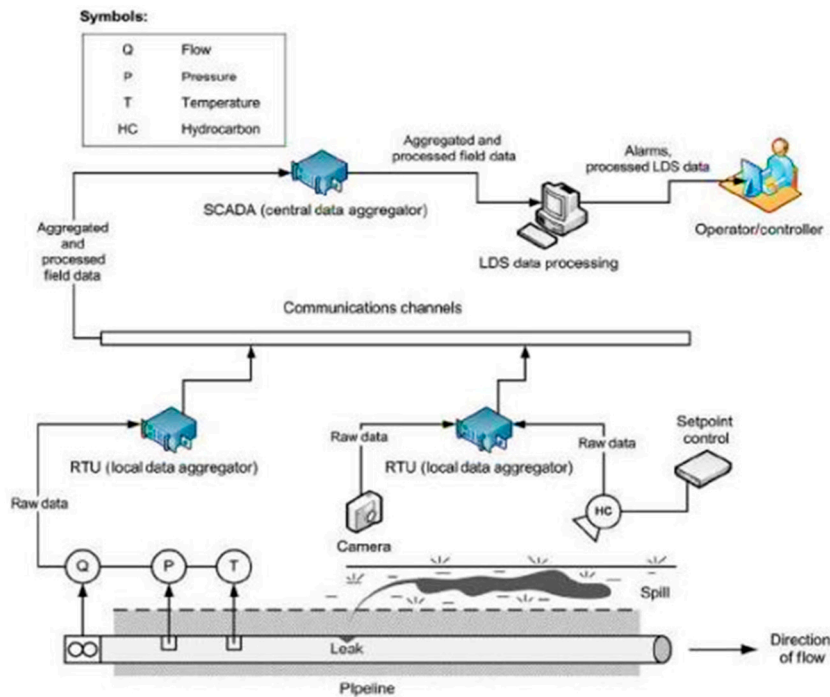 Symbols:
Q Flow
P Pressure
T Temperature
HC Hydrocarbon
Aggregated and
processed field data
Alarms,
processed LDS data
SCADA (central data aggregator)
Operator/controller
LDS data processing
Aggregated
and
processed
field data
Communications channels
Setpoint
control
Raw data
Raw data
RTU (local data aggregator)
RTU (local data aggregator)
Raw data
HC
Camera
Q
P
T
Spill
Leak
Direction
of flow
PIpeline